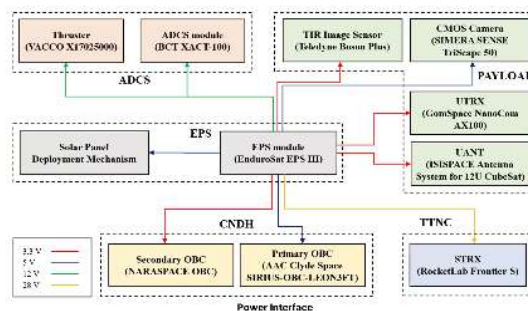 Thruster
(VACCO X17025000)
ADCS module
(BCT XACT-100)
ADCS
TIR Image Sensor
(Teledyne Boson Plus)
CMOS Camera
(SIMERA SENSE
TriScape 50)
PAYLOAD
UTRX
(GomSpace NanoCom
AX100)
UANT
(ISISPACE Antenna
System for 12U CubeSat)
EPS
Solar Panel
Deployment Mechanism
EPS module
(EnduroSat EPS III)
CNDH
Secondary OBC
(NARASPACE OBC)
Primary OBC
(AAC Clyde Space
SIRIUS-OBC-LEON3FT)
TTNC
STRX
(RocketLab Frontier S)
3.3 V
5 V
12 V
28 V
Power Interface